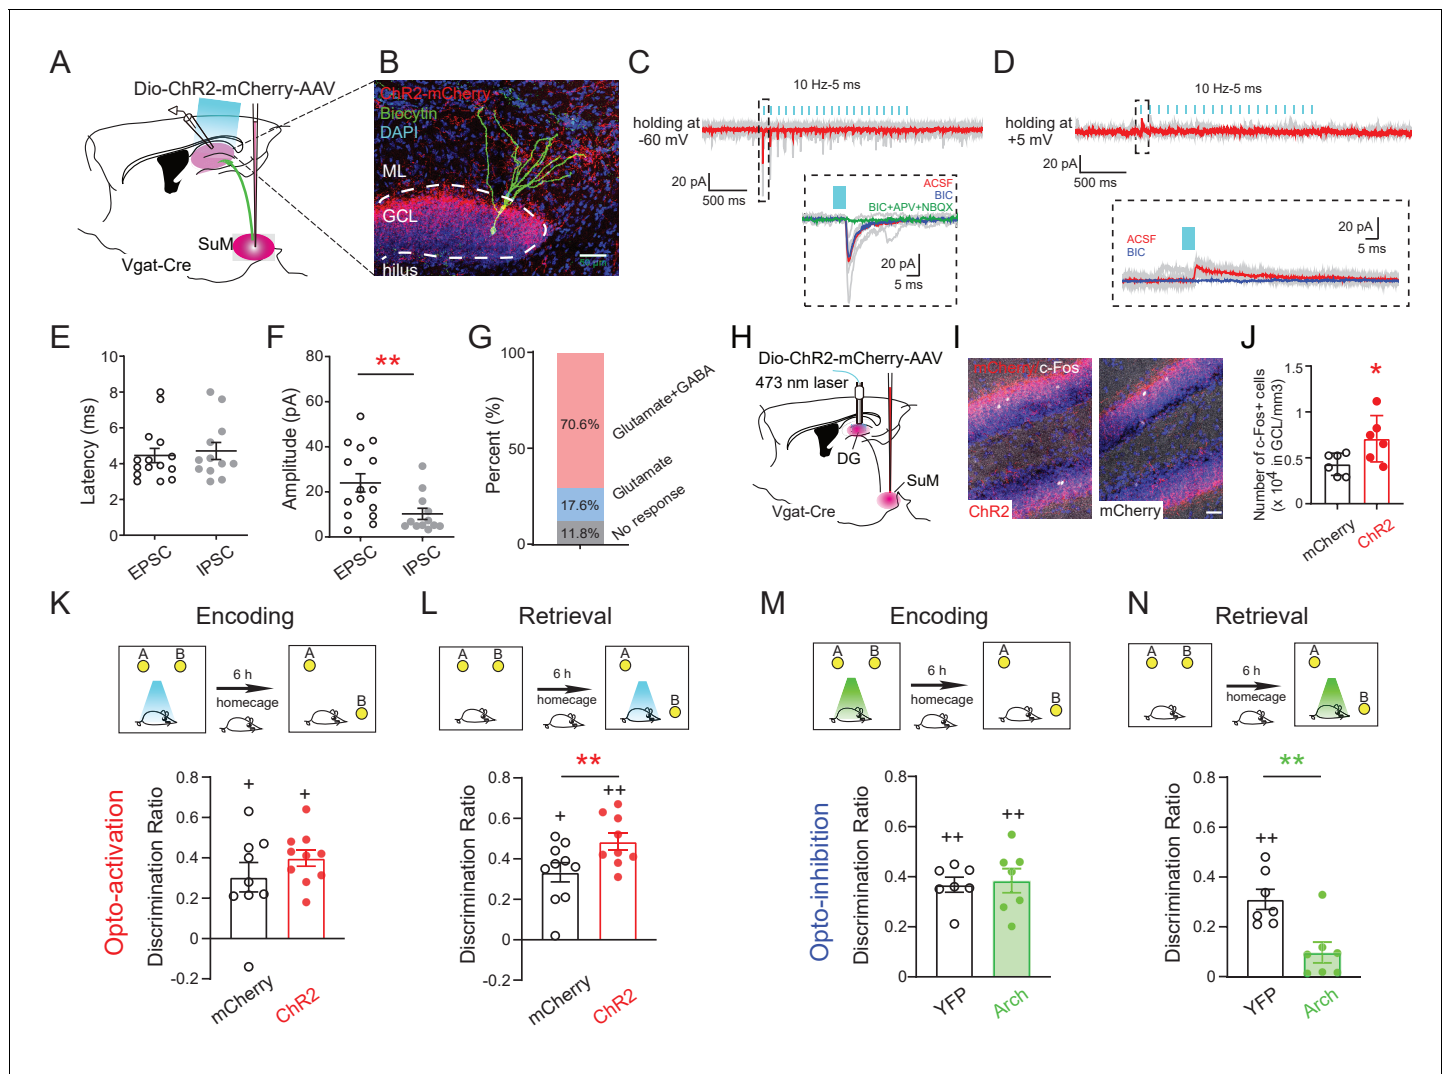 A
Dio-ChR2-mCherry-AAV
SuM
Vgat-Cre
B
ChR2-mCherry
Biocytin
DAPI
ML
GCL
hilus
50 µm
C
10 Hz-5 ms
holding at
-60 mV
20 pA
500 ms
ACSF
BIC
BIC+APV+NBQX
20 pA
5 ms
D
10 Hz-5 ms
holding at
+5 mV
20 pA
500 ms
20 pA
5 ms
ACSF
BIC
E
Latency (ms)
10
8
6
4
2
0
EPSC
IPSC
F
**
Amplitude (pA)
80
60
40
20
0
EPSC
IPSC
G
Percent (%)
100
50
0
70.6%
17.6%
11.8%
Glutamate+GABA
Glutamate
No response
H
Dio-ChR2-mCherry-AAV
473 nm laser
DG
SuM
Vgat-Cre
I
mCherry c-Fos
ChR2
mCherry
J
Number of c-Fos+ cells
(x 10⁴ in GCL/mm3)
1.5
1
0.5
0
*
mCherry
ChR2
K
Encoding
A B
6 h
homecage
A
B
Opto-activation
Discrimination Ratio
0.8
0.6
0.4
0.2
0
-0.2
+
+
mCherry
ChR2
L
Retrieval
A B
6 h
homecage
A
B
Discrimination Ratio
0.8
0.6
0.4
0.2
0
-0.2
**
+
++
mCherry
ChR2
M
Encoding
A B
6 h
homecage
A
B
Opto-inhibition
Discrimination Ratio
0.8
0.6
0.4
0.2
0
++
++
YFP
Arch
N
Retrieval
A B
6 h
homecage
A
B
Discrimination Ratio
0.8
0.6
0.4
0.2
0
**
++
YFP
Arch